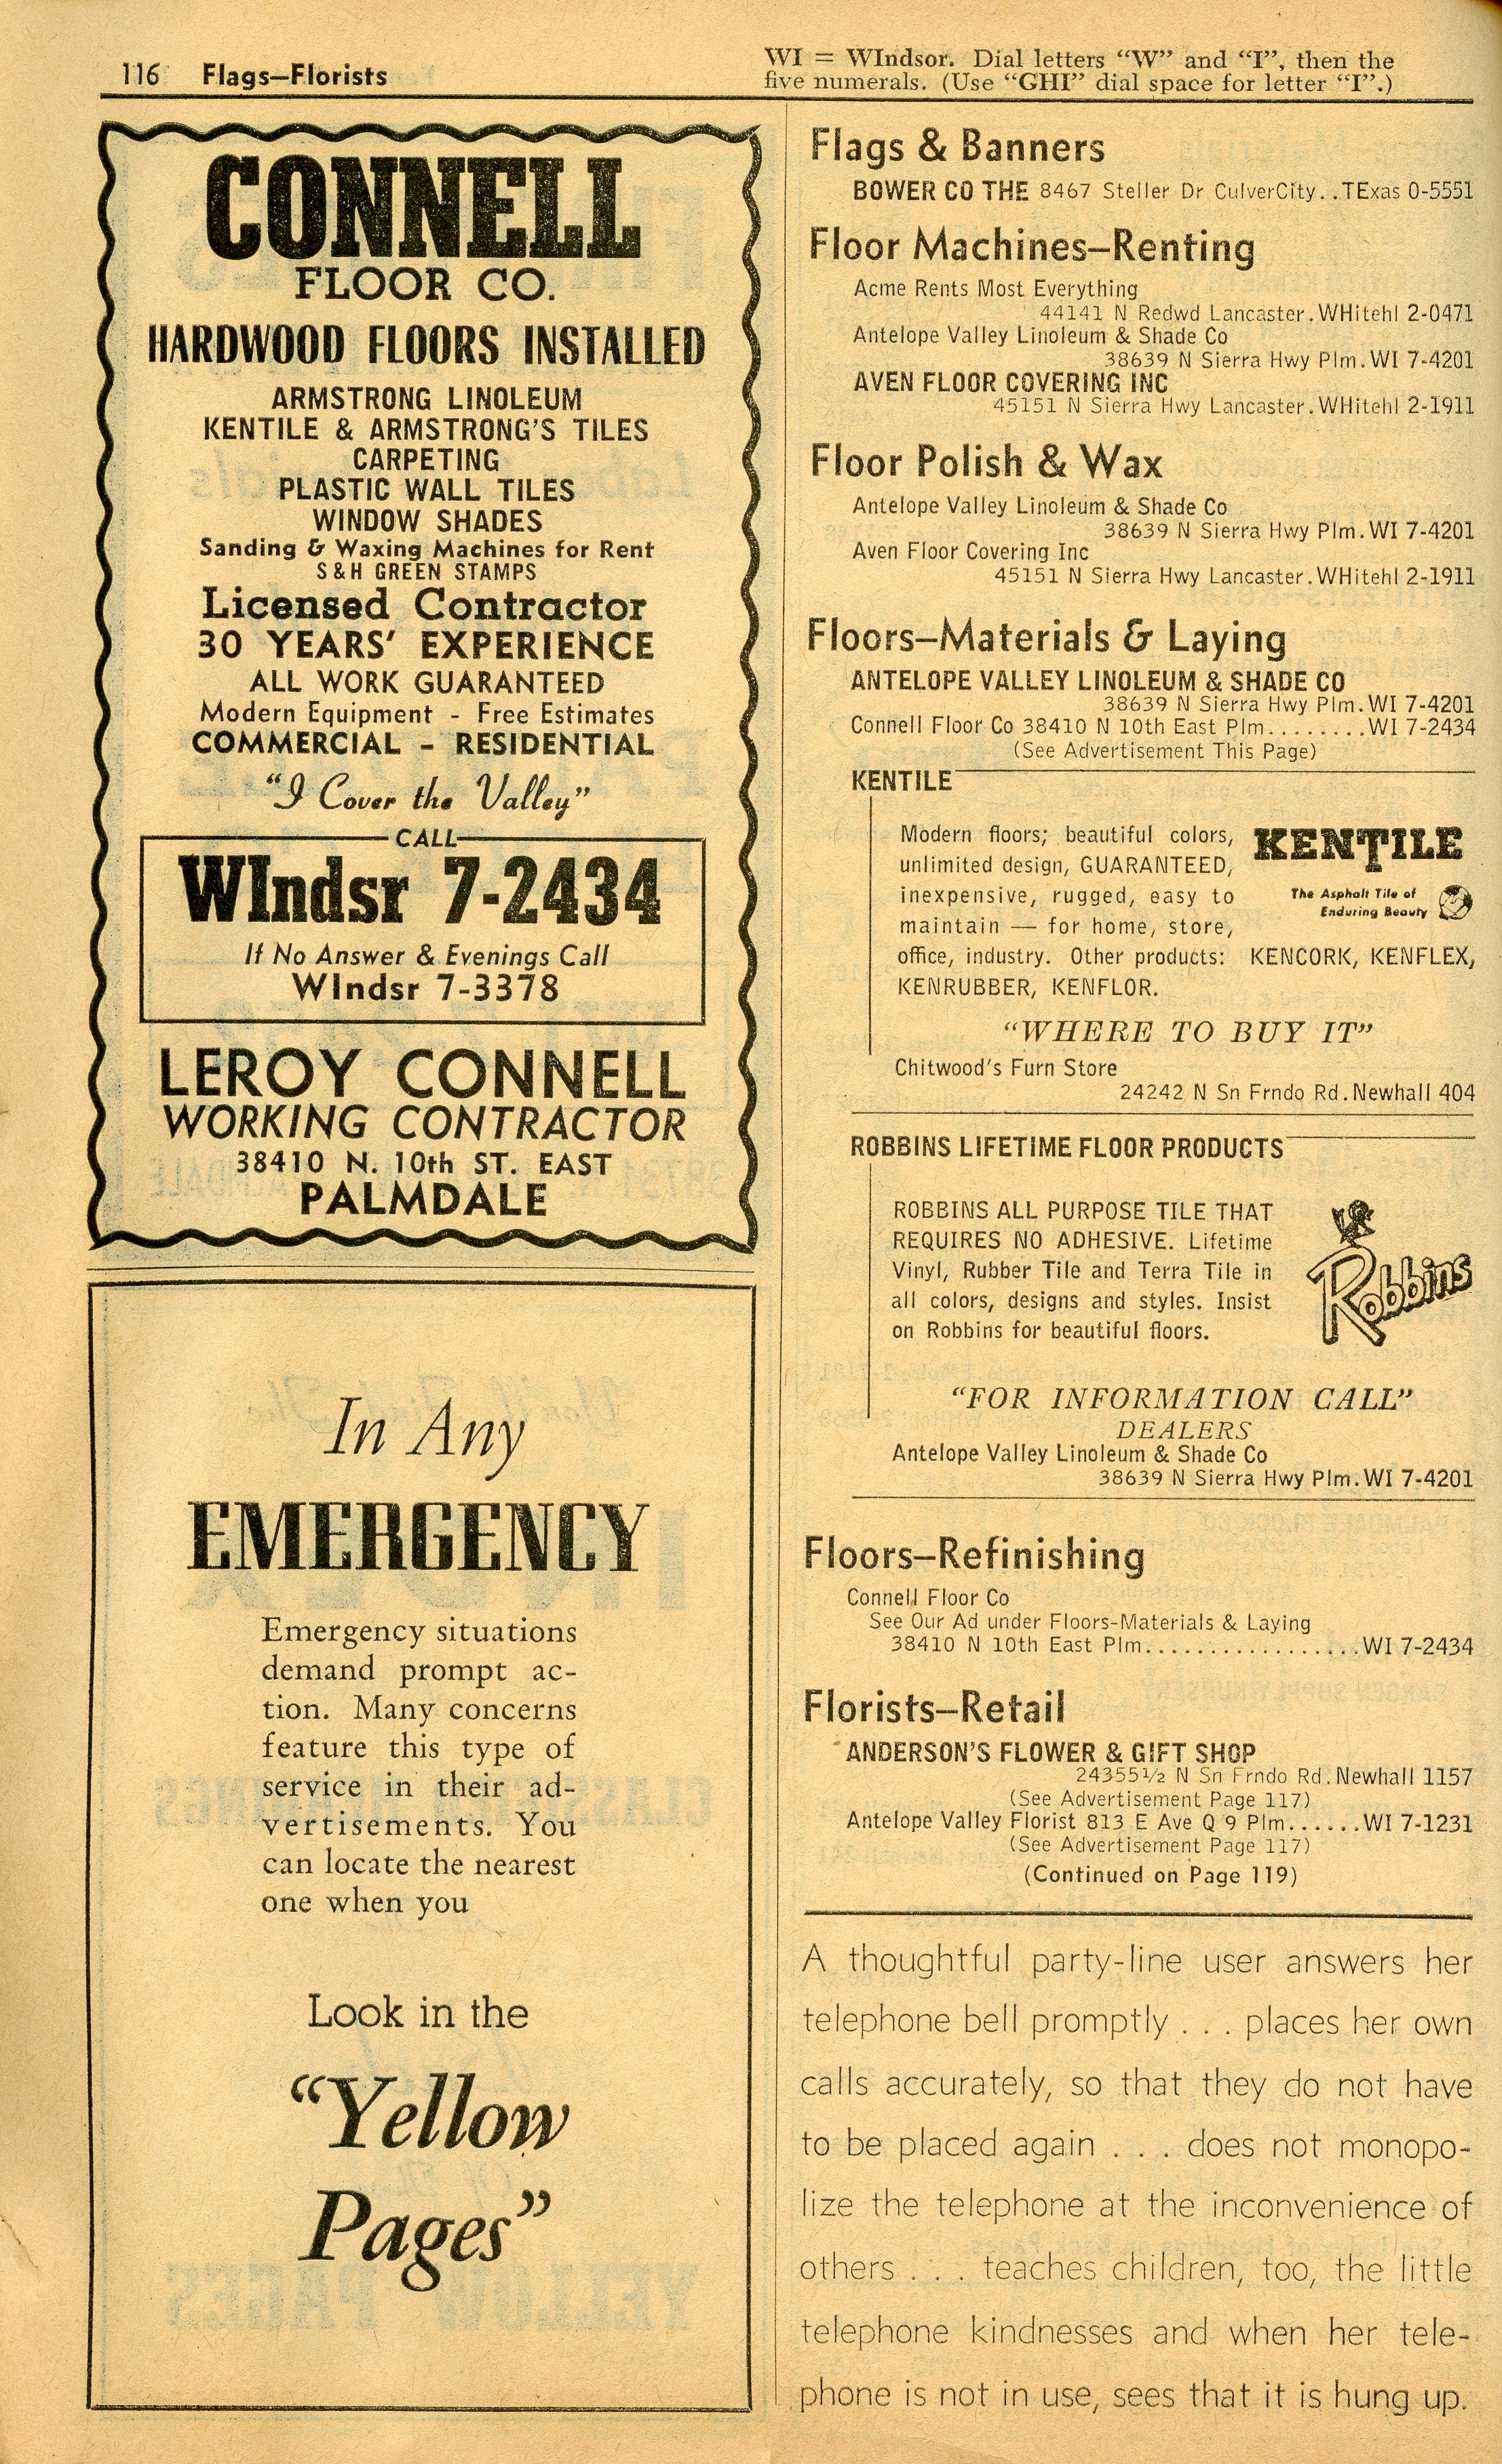 116 Flags—Florists
WI = WIndsor. Dial letters “W” and “I”, then the
five numerals. (Use “GHI” dial space for letter “I”.)
CONNELL
FLOOR CO.
HARDWOOD FLOORS INSTALLED
ARMSTRONG LINOLEUM
KENTILE & ARMSTRONG'S TILES
CARPETING
PLASTIC WALL TILES
WINDOW SHADES
Sanding & Waxing Machines for Rent
S&H GREEN STAMPS
Licensed Contractor
30 YEARS' EXPERIENCE
ALL WORK GUARANTEED
Modern Equipment - Free Estimates
COMMERCIAL - RESIDENTIAL
“I Cover the Valley”
CALL
WIndsr 7-2434
If No Answer & Evenings Call
WIndsr 7-3378
LEROY CONNELL
WORKING CONTRACTOR
38410 N. 10th ST. EAST
PALMDALE
In Any
EMERGENCY
Emergency situations
demand prompt ac-
tion. Many concerns
feature this type of
service in their ad-
vertisements. You
can locate the nearest
one when you
Look in the
“Yellow
Pages”
Flags & Banners
BOWER CO THE 8467 Steller Dr CulverCity..TExas 0-5551
Floor Machines—Renting
Acme Rents Most Everything
44141 N Redwd Lancaster.WHitehl 2-0471
Antelope Valley Linoleum & Shade Co
38639 N Sierra Hwy Plm.WI 7-4201
AVEN FLOOR COVERING INC
45151 N Sierra Hwy Lancaster.WHitehl 2-1911
Floor Polish & Wax
Antelope Valley Linoleum & Shade Co
38639 N Sierra Hwy Plm.WI 7-4201
Aven Floor Covering Inc
45151 N Sierra Hwy Lancaster.WHitehl 2-1911
Floors—Materials & Laying
ANTELOPE VALLEY LINOLEUM & SHADE CO
38639 N Sierra Hwy Plm.WI 7-4201
Connell Floor Co 38410 N 10th East Plm........WI 7-2434
(See Advertisement This Page)
KENTILE
Modern floors; beautiful colors,
unlimited design, GUARANTEED,
inexpensive, rugged, easy to
maintain — for home, store,
office, industry. Other products: KENCORK, KENFLEX,
KENRUBBER, KENFLOR.
KENTILE
The Asphalt Tile of
Enduring Beauty
“WHERE TO BUY IT”
Chitwood's Furn Store
24242 N Sn Frndo Rd.Newhall 404
ROBBINS LIFETIME FLOOR PRODUCTS
ROBBINS ALL PURPOSE TILE THAT
REQUIRES NO ADHESIVE. Lifetime
Vinyl, Rubber Tile and Terra Tile in
all colors, designs and styles. Insist
on Robbins for beautiful floors.
Robbins
“FOR INFORMATION CALL”
DEALERS
Antelope Valley Linoleum & Shade Co
38639 N Sierra Hwy Plm.WI 7-4201
Floors—Refinishing
Connell Floor Co
See Our Ad under Floors-Materials & Laying
38410 N 10th East Plm.................WI 7-2434
Florists—Retail
ANDERSON'S FLOWER & GIFT SHOP
24355½ N Sn Frndo Rd.Newhall 1157
(See Advertisement Page 117)
Antelope Valley Florist 813 E Ave Q 9 Plm......WI 7-1231
(See Advertisement Page 117)
(Continued on Page 119)
A thoughtful party-line user answers her
telephone bell promptly . . . places her own
calls accurately, so that they do not have
to be placed again . . . does not monopo-
lize the telephone at the inconvenience of
others . . . teaches children, too, the little
telephone kindnesses and when her tele-
phone is not in use, sees that it is hung up.